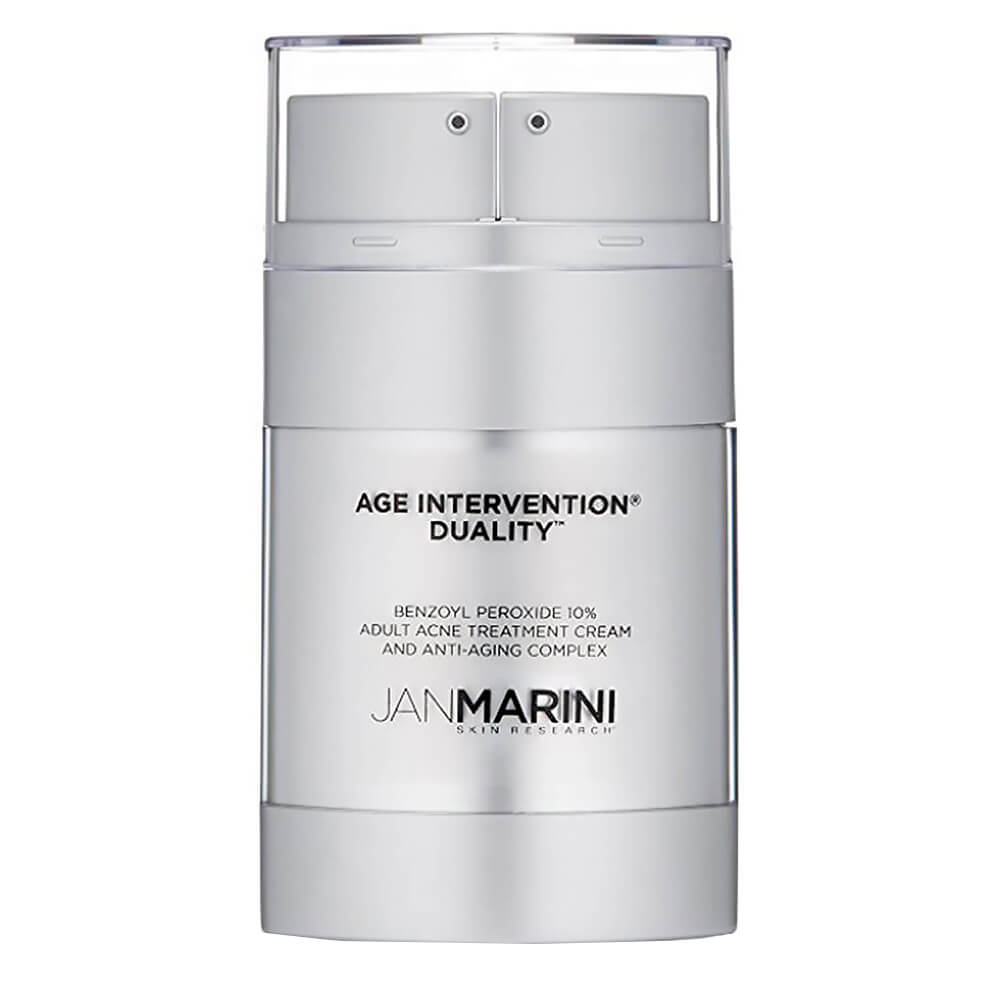 AGE INTERVENTION®
DUALITY™
BENZOYL PEROXIDE 10%
ADULT ACNE TREATMENT CREAM
AND ANTI-AGING COMPLEX
JANMARINI
SKIN RESEARCH